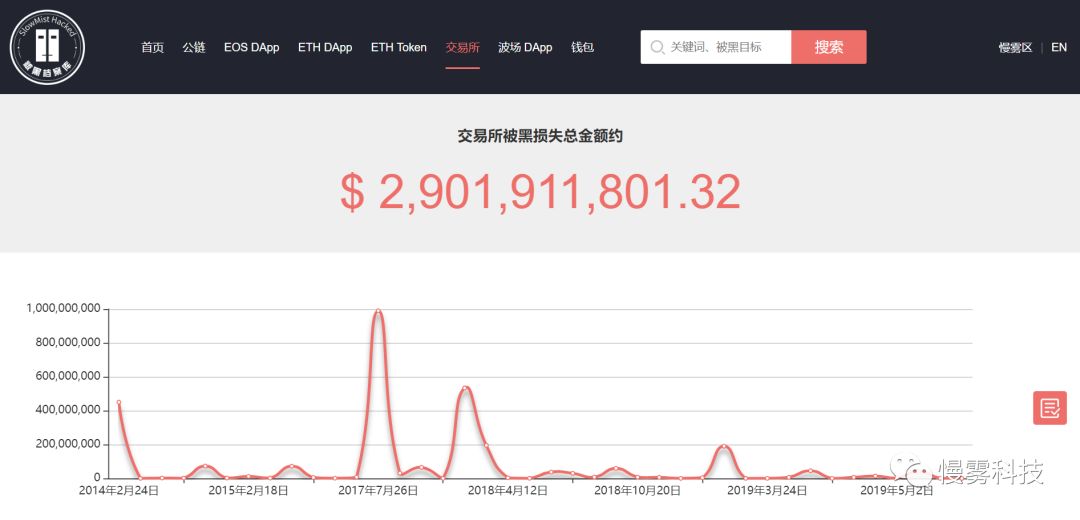 SlowMist Hacked
被黑档案库
首页 公链 EOS DApp ETH DApp ETH Token 交易所 波场 DApp 钱包 关键词、被黑目标 搜索 慢雾区 | EN
交易所被黑损失总金额约
$ 2,901,911,801.32
1,000,000,000
800,000,000
600,000,000
400,000,000
200,000,000
0
2014年2月24日 2015年2月18日 2017年7月26日 2018年4月12日 2018年10月20日 2019年3月24日 2019年5月2日
慢雾科技